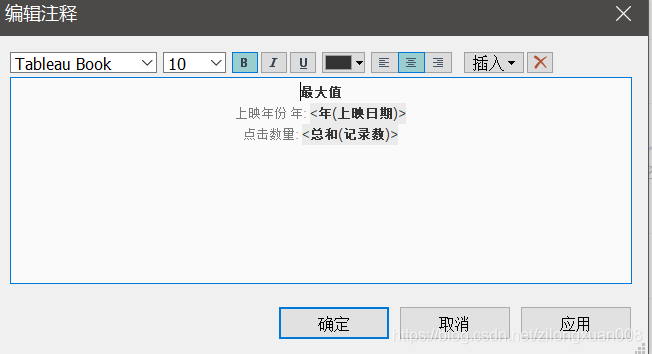 编辑注释
Tableau Book 10 B I U 插入
最大值
上映年份 年: <年(上映日期)>
点击数量: <总和(记录数)>
确定 取消 应用
https://blog.csdn.net/zilongxuan008